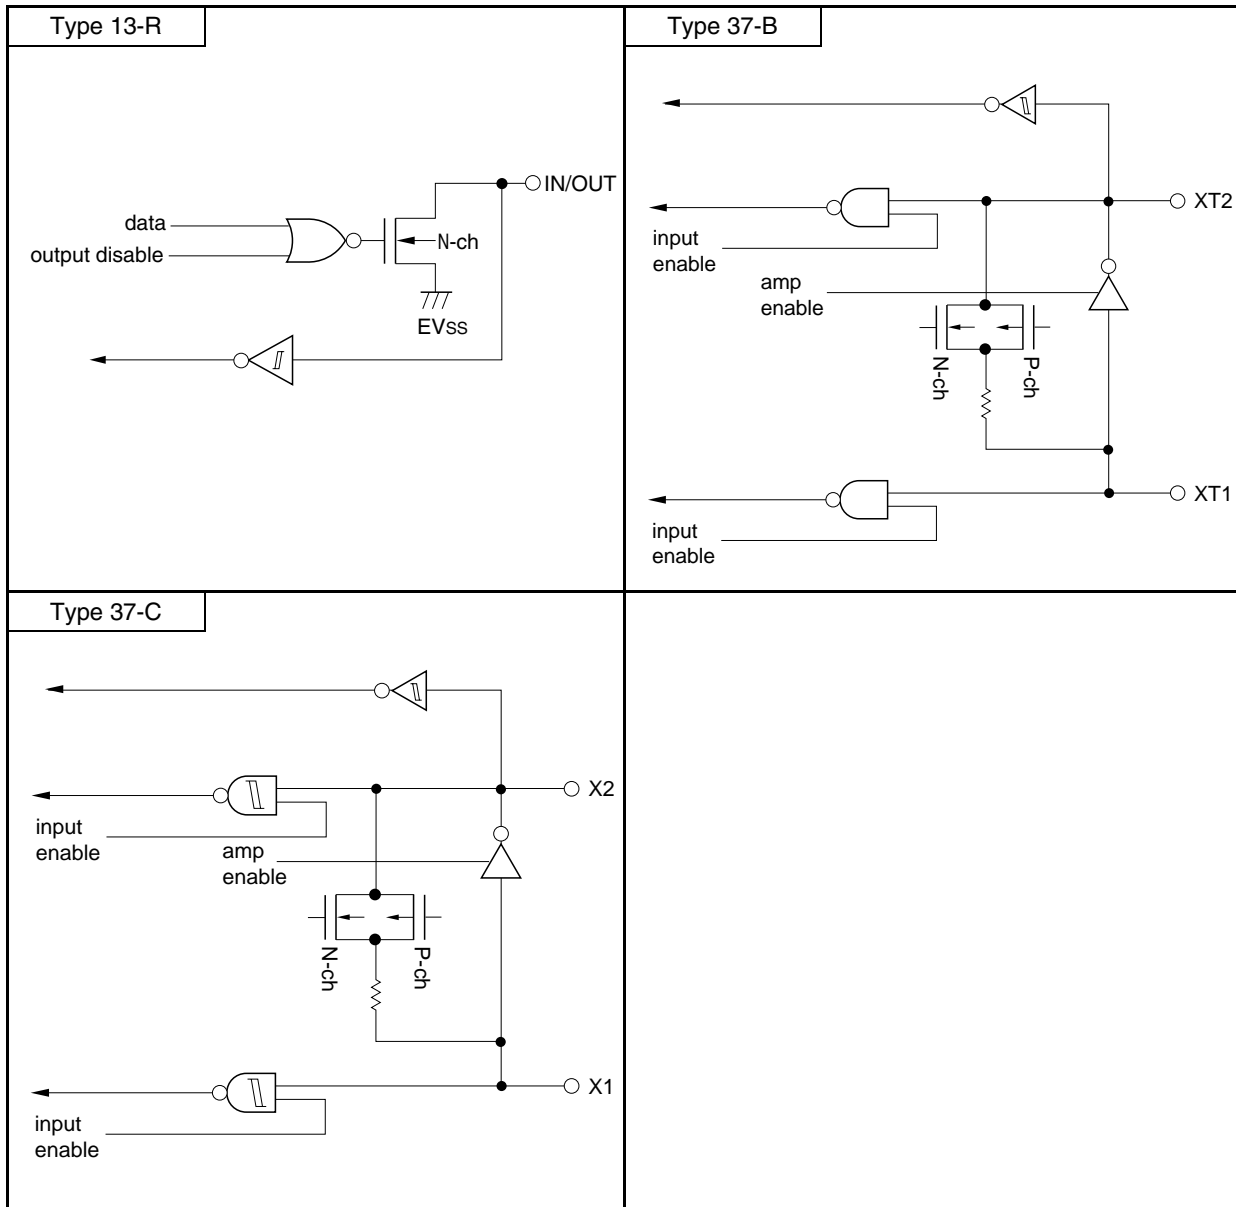 Type 13-R
IN/OUT
data
output disable
N-ch
EVSS
Type 37-B
XT2
input
enable
amp
enable
N-ch
P-ch
XT1
input
enable
Type 37-C
X2
input
enable
amp
enable
N-ch
P-ch
X1
input
enable